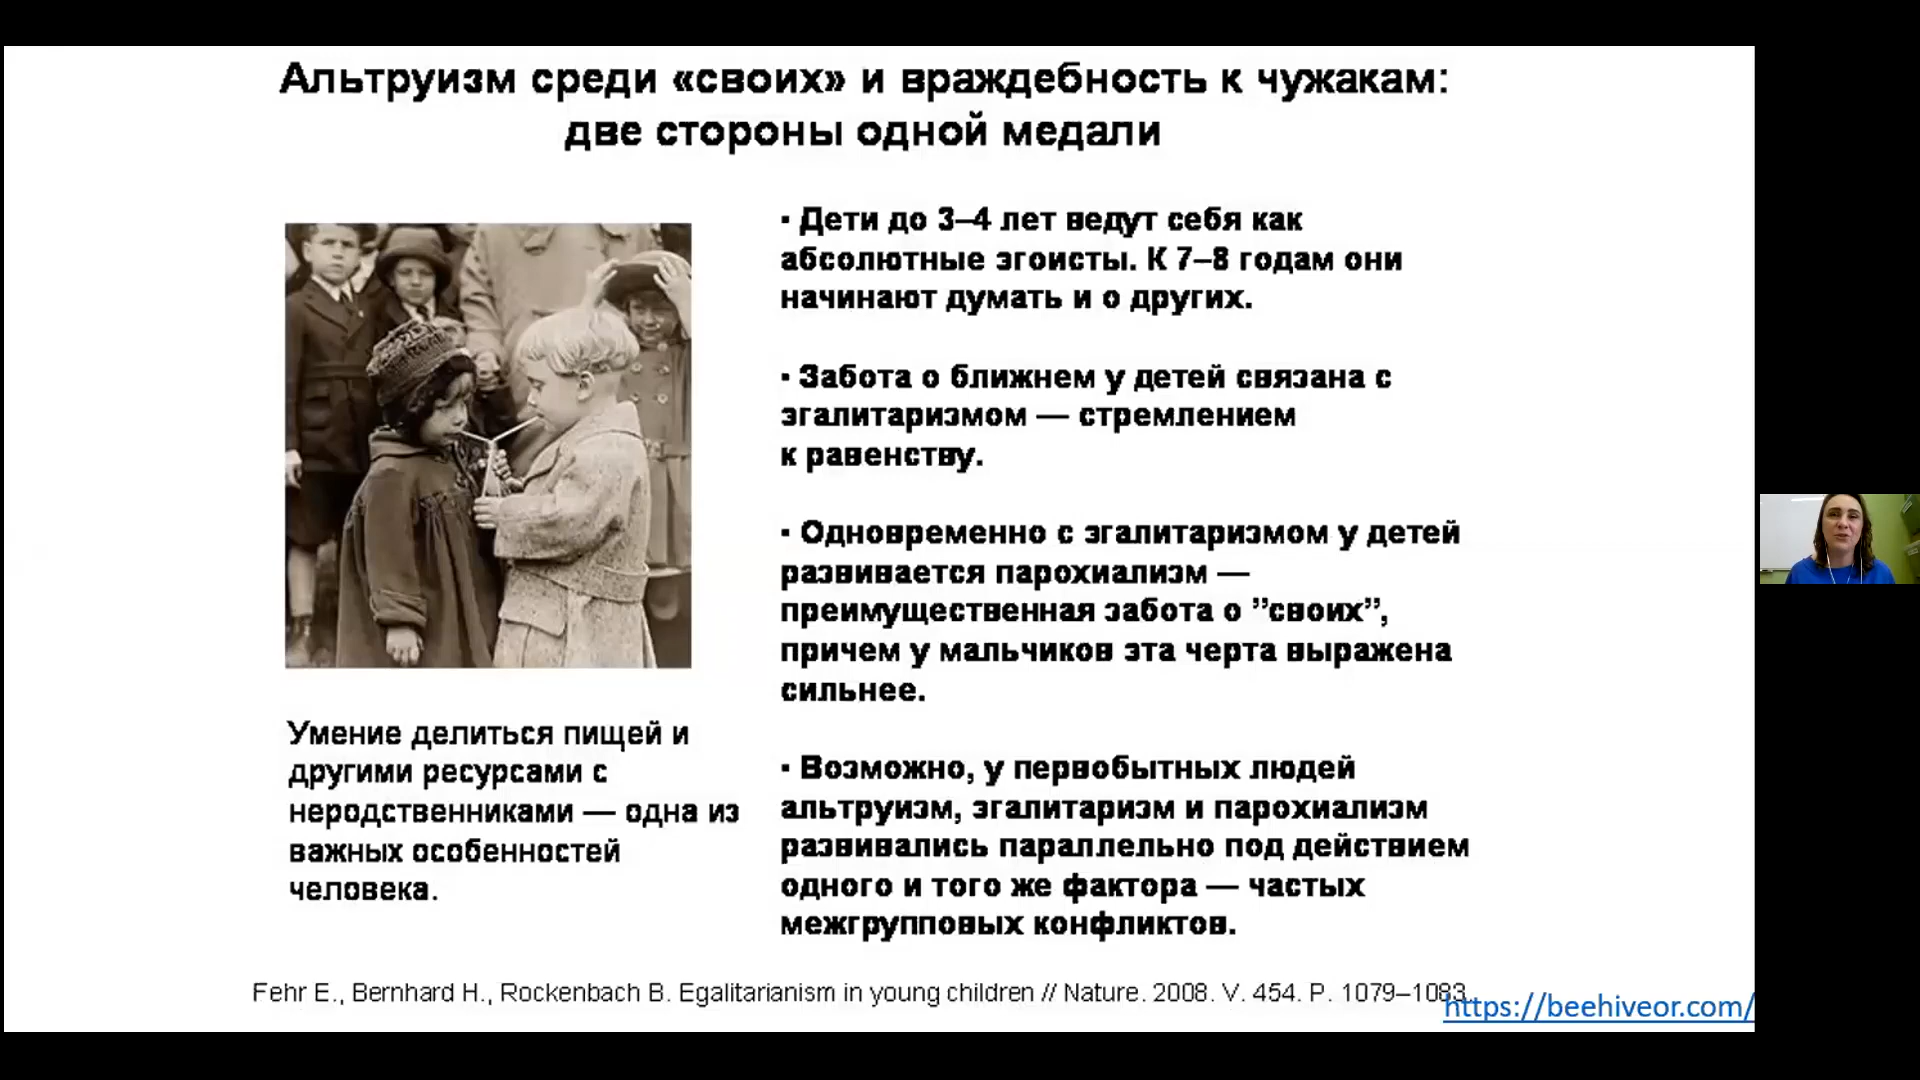 Альтруизм среди «своих» и враждебность к чужакам:
две стороны одной медали
▪ Дети до 3–4 лет ведут себя как
абсолютные эгоисты. К 7–8 годам они
начинают думать и о других.
▪ Забота о ближнем у детей связана с
эгалитаризмом — стремлением
к равенству.
▪ Одновременно с эгалитаризмом у детей
развивается парохиализм —
преимущественная забота о ”своих”,
причем у мальчиков эта черта выражена
сильнее.
▪ Возможно, у первобытных людей
альтруизм, эгалитаризм и парохиализм
развивались параллельно под действием
одного и того же фактора — частых
межгрупповых конфликтов.
Умение делиться пищей и
другими ресурсами с
неродственниками — одна из
важных особенностей
человека.
Fehr E., Bernhard H., Rockenbach B. Egalitarianism in young children // Nature. 2008. V. 454. P. 1079–1083.
https://beehiveor.com/